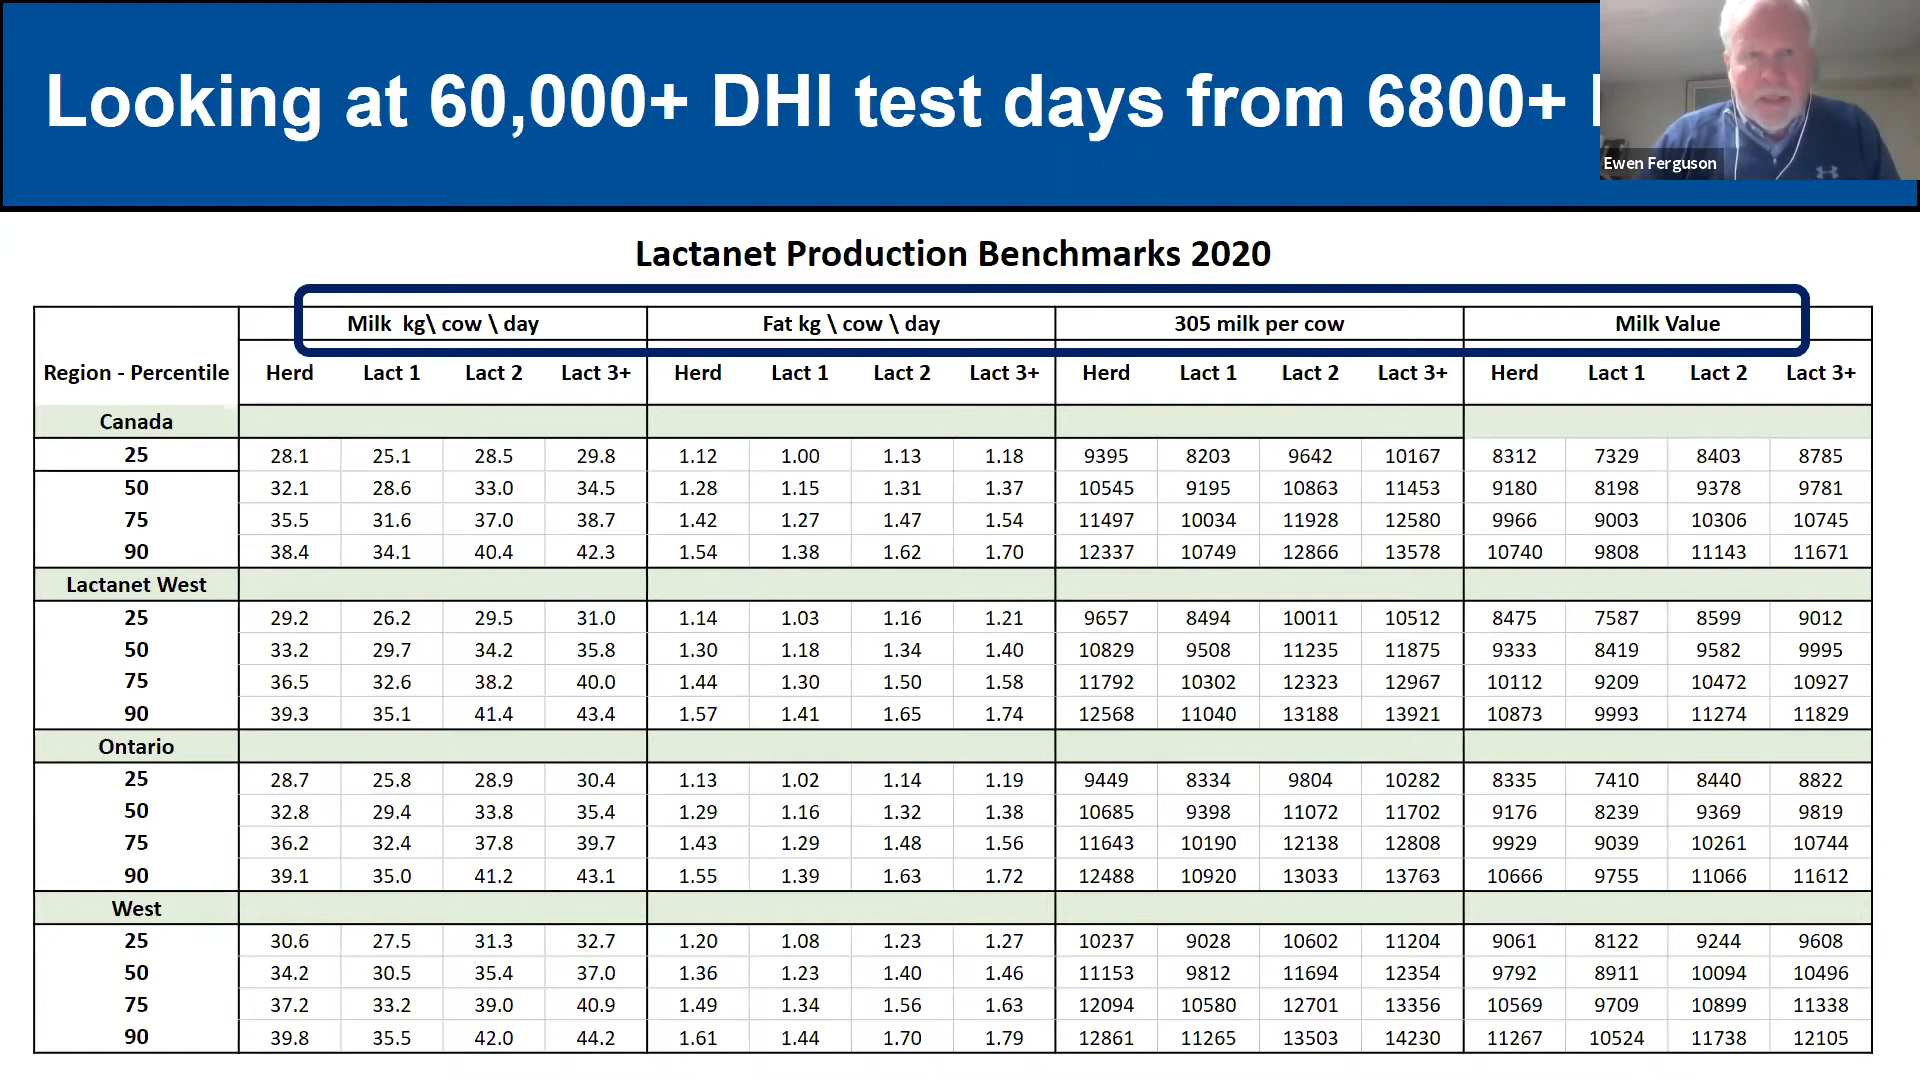 Looking at 60,000+ DHI test days from 6800+
Ewen Ferguson
Lactanet Production Benchmarks 2020
Milk kg\ cow \ day Fat kg \ cow \ day 305 milk per cow Milk Value
Region - Percentile Herd Lact 1 Lact 2 Lact 3+ Herd Lact 1 Lact 2 Lact 3+ Herd Lact 1 Lact 2 Lact 3+ Herd Lact 1 Lact 2 Lact 3+
Canada
25 28.1 25.1 28.5 29.8 1.12 1.00 1.13 1.18 9395 8203 9642 10167 8312 7329 8403 8785
50 32.1 28.6 33.0 34.5 1.28 1.15 1.31 1.37 10545 9195 10863 11453 9180 8198 9378 9781
75 35.5 31.6 37.0 38.7 1.42 1.27 1.47 1.54 11497 10034 11928 12580 9966 9003 10306 10745
90 38.4 34.1 40.4 42.3 1.54 1.38 1.62 1.70 12337 10749 12866 13578 10740 9808 11143 11671
Lactanet West
25 29.2 26.2 29.5 31.0 1.14 1.03 1.16 1.21 9657 8494 10011 10512 8475 7587 8599 9012
50 33.2 29.7 34.2 35.8 1.30 1.18 1.34 1.40 10829 9508 11235 11875 9333 8419 9582 9995
75 36.5 32.6 38.2 40.0 1.44 1.30 1.50 1.58 11792 10302 12323 12967 10112 9209 10472 10927
90 39.3 35.1 41.4 43.4 1.57 1.41 1.65 1.74 12568 11040 13188 13921 10873 9993 11274 11829
Ontario
25 28.7 25.8 28.9 30.4 1.13 1.02 1.14 1.19 9449 8334 9804 10282 8335 7410 8440 8822
50 32.8 29.4 33.8 35.4 1.29 1.16 1.32 1.38 10685 9398 11072 11702 9176 8239 9369 9819
75 36.2 32.4 37.8 39.7 1.43 1.29 1.48 1.56 11643 10190 12138 12808 9929 9039 10261 10744
90 39.1 35.0 41.2 43.1 1.55 1.39 1.63 1.72 12488 10920 13033 13763 10666 9755 11066 11612
West
25 30.6 27.5 31.3 32.7 1.20 1.08 1.23 1.27 10237 9028 10602 11204 9061 8122 9244 9608
50 34.2 30.5 35.4 37.0 1.36 1.23 1.40 1.46 11153 9812 11694 12354 9792 8911 10094 10496
75 37.2 33.2 39.0 40.9 1.49 1.34 1.56 1.63 12094 10580 12701 13356 10569 9709 10899 11338
90 39.8 35.5 42.0 44.2 1.61 1.44 1.70 1.79 12861 11265 13503 14230 11267 10524 11738 12105